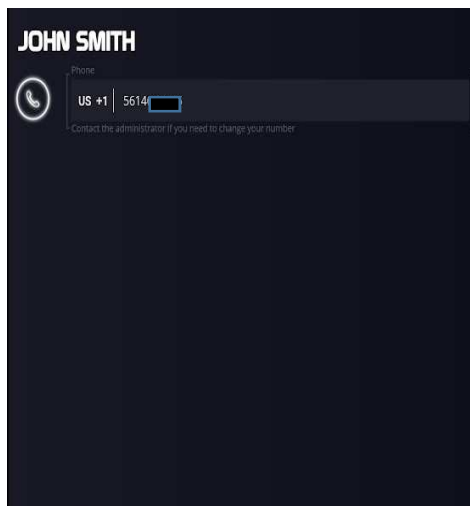 JOHN SMITH
Phone
US +1 5614
Contact the administrator if you need to change your number